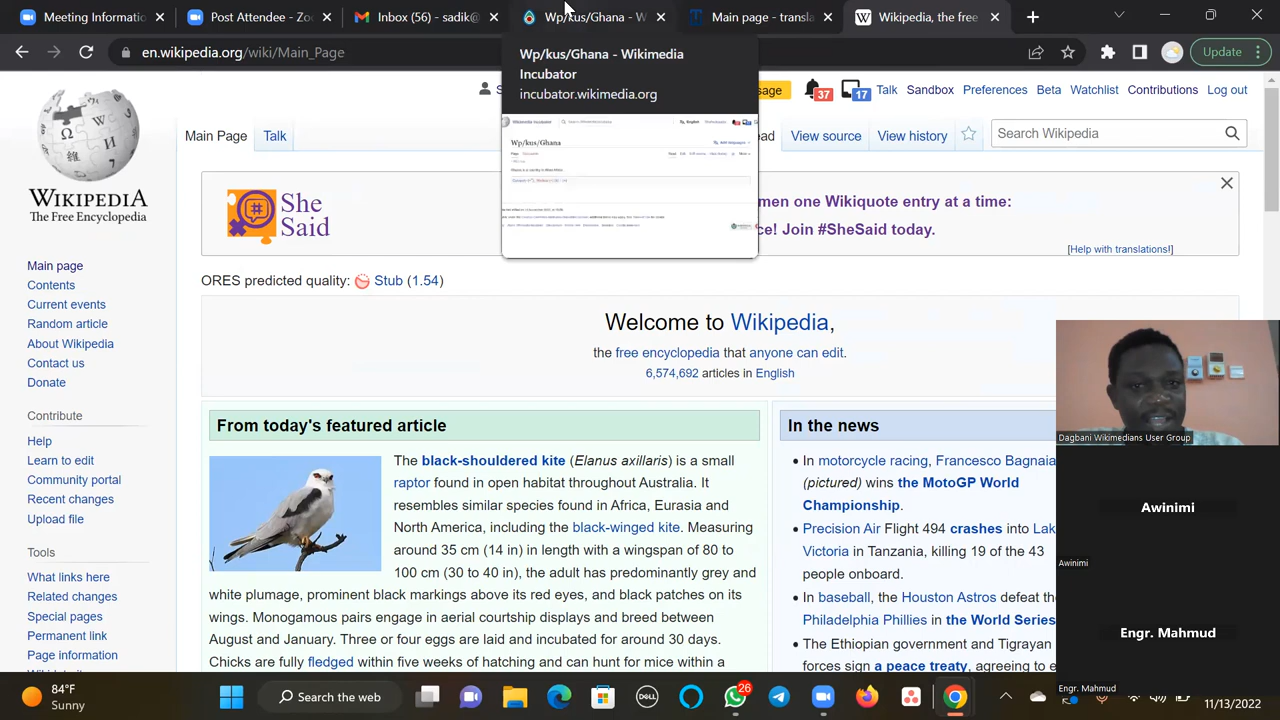 Meeting Informatic
Post Attendee - Zo
Inbox (537)
Wp/kus/Ghana - W
Main page - transla
Wikipedia, the free
en.wikipedia.org/wiki/Main_Page
Update
Wp/kus/Ghana - Wikimedia
Incubator
incubator.wikimedia.org
37
17
Talk
Sandbox
Preferences
Beta
Watchlist
Contributions
Log out
Main Page
Talk
View source
View history
Search Wikipedia
WIKIPEDIA
The Free Encyclopedia
She
men one Wikiquote entry at a time:
ce! Join #SheSaid today.
[Help with translations!]
Wp/kus/Ghana
ORES predicted quality: Stub (1.54)
Main page
Contents
Current events
Random article
About Wikipedia
Contact us
Donate
Contribute
Help
Learn to edit
Community portal
Recent changes
Upload file
Tools
What links here
Related changes
Special pages
Permanent link
Page information
Welcome to Wikipedia,
the free encyclopedia that anyone can edit.
6,574,692 articles in English
From today's featured article
The black-shouldered kite (Elanus axillaris) is a small
raptor found in open habitat throughout Australia. It
resembles similar species found in Africa, Eurasia and
North America, including the black-winged kite. Measuring
around 35 cm (14 in) in length with a wingspan of 80 to
100 cm (30 to 40 in), the adult has predominantly grey and
white plumage, prominent black markings above its red eyes, and black patches on its
wings. Monogamous pairs engage in aerial courtship displays and breed between
August and January. Three or four eggs are laid and incubated for around 30 days.
Chicks are fully fledged within five weeks of hatching and can hunt for mice within a
In the news
In motorcycle racing, Francesco Bagnaia
(pictured) wins the MotoGP World
Championship.
Precision Air Flight 494 crashes into Lak
Victoria in Tanzania, killing 19 of the 43
people onboard.
In baseball, the Houston Astros defeat the
Philadelphia Phillies in the World Series
The Ethiopian government and Tigrayan
forces sign a peace treaty, agreeing to e
Dagbani Wikimedians User Group
Awinimi
Awinimi
Engr. Mahmud
Engr. Mahmud
84°F
Sunny
Search the web
DELL
26
11/13/2022